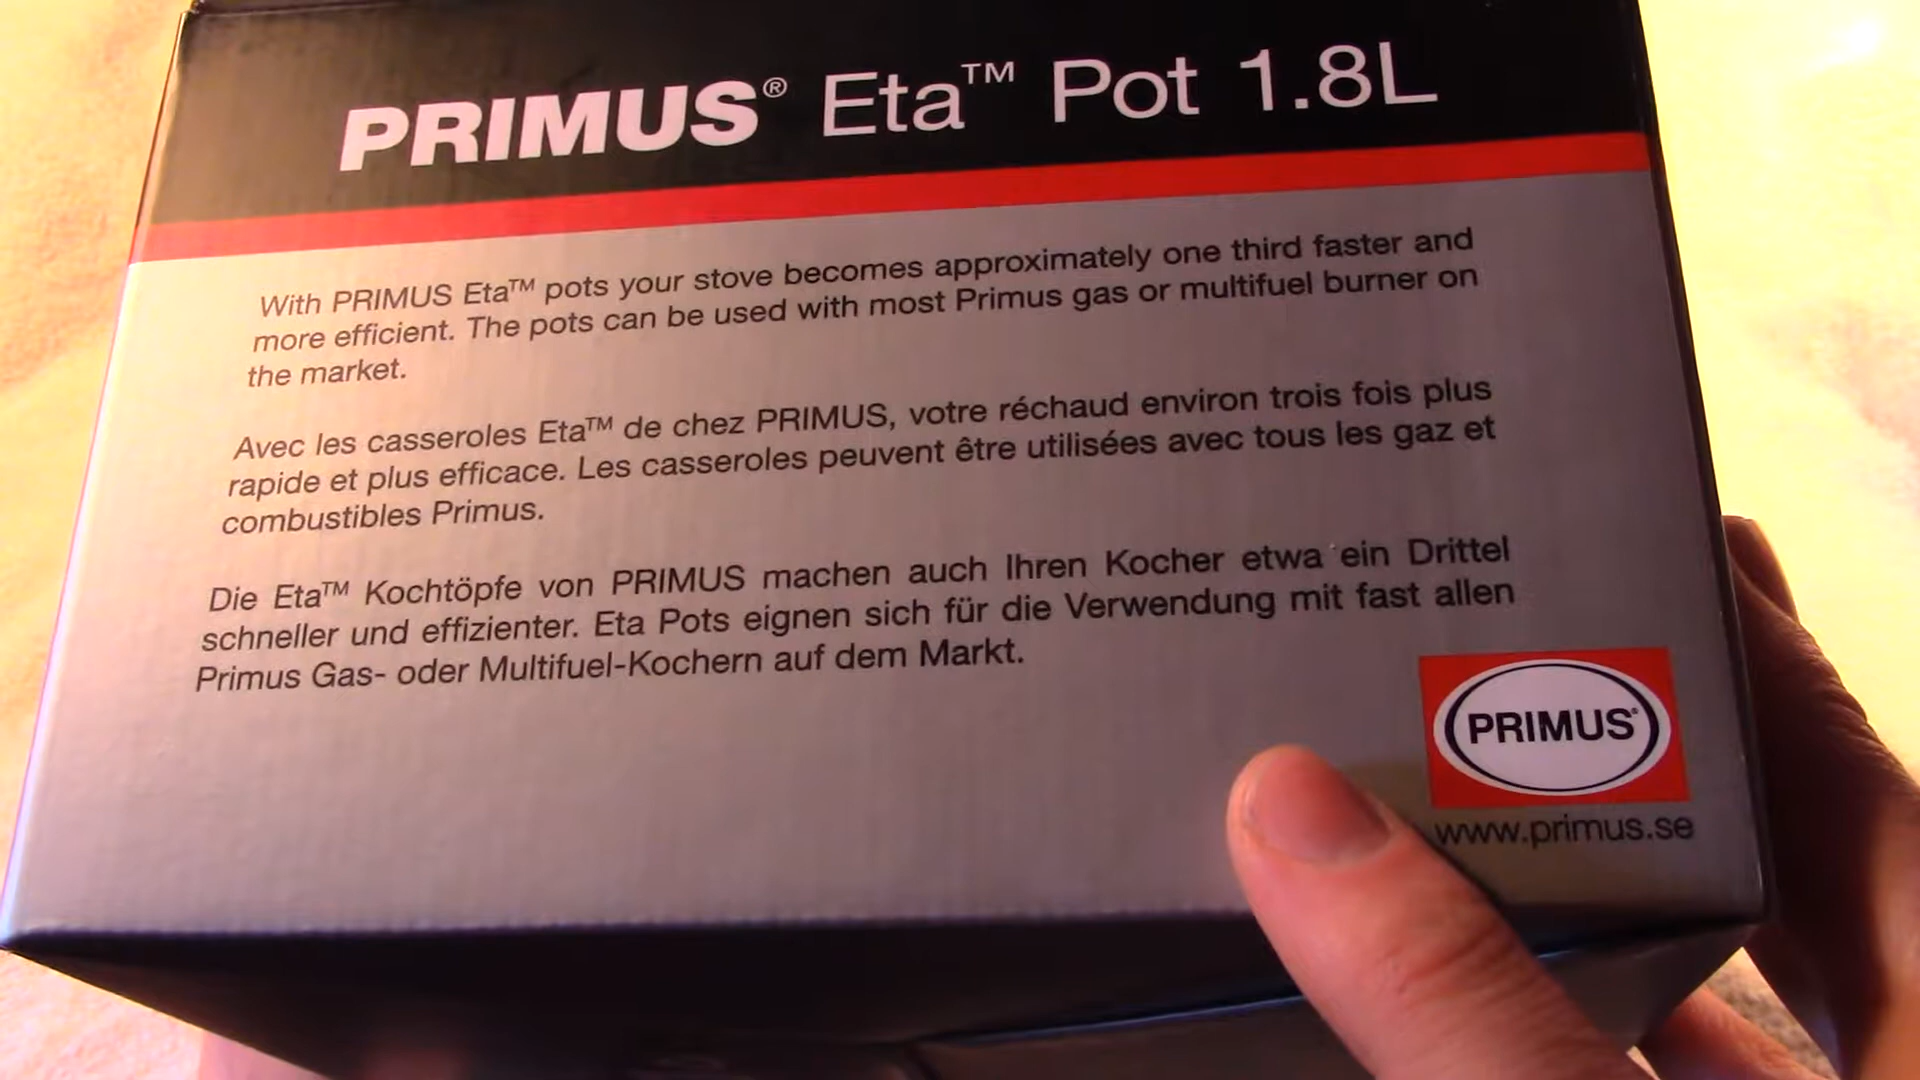 PRIMUS® Eta™ Pot 1.8L
With PRIMUS Eta™ pots your stove becomes approximately one third faster and
more efficient. The pots can be used with most Primus gas or multifuel burner on
the market.
Avec les casseroles Eta™ de chez PRIMUS, votre réchaud environ trois fois plus
rapide et plus efficace. Les casseroles peuvent être utilisées avec tous les gaz et
combustibles Primus.
Die Eta™ Kochtöpfe von PRIMUS machen auch Ihren Kocher etwa ein Drittel
schneller und effizienter. Eta Pots eignen sich für die Verwendung mit fast allen
Primus Gas- oder Multifuel-Kochern auf dem Markt.
PRIMUS®
www.primus.se